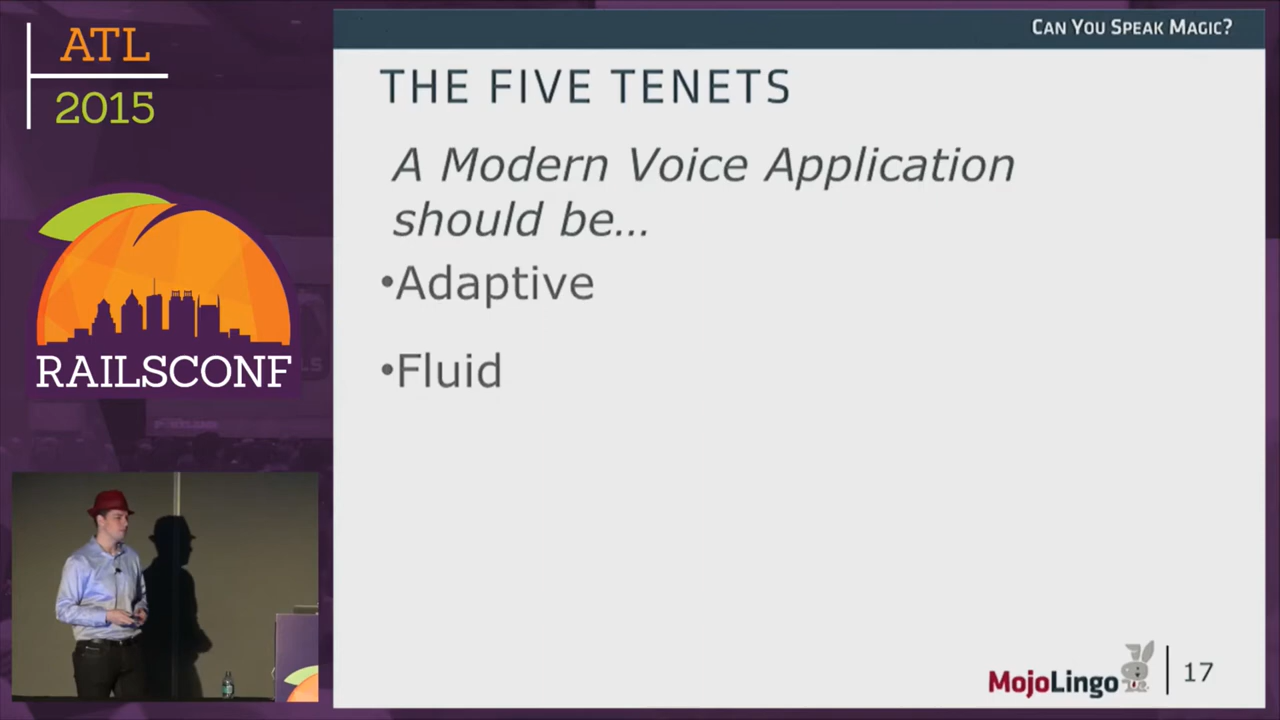 ATL
2015
RAILSCONF
CAN YOU SPEAK MAGIC?
THE FIVE TENETS
A Modern Voice Application
should be...
•Adaptive
•Fluid
MojoLingo
17